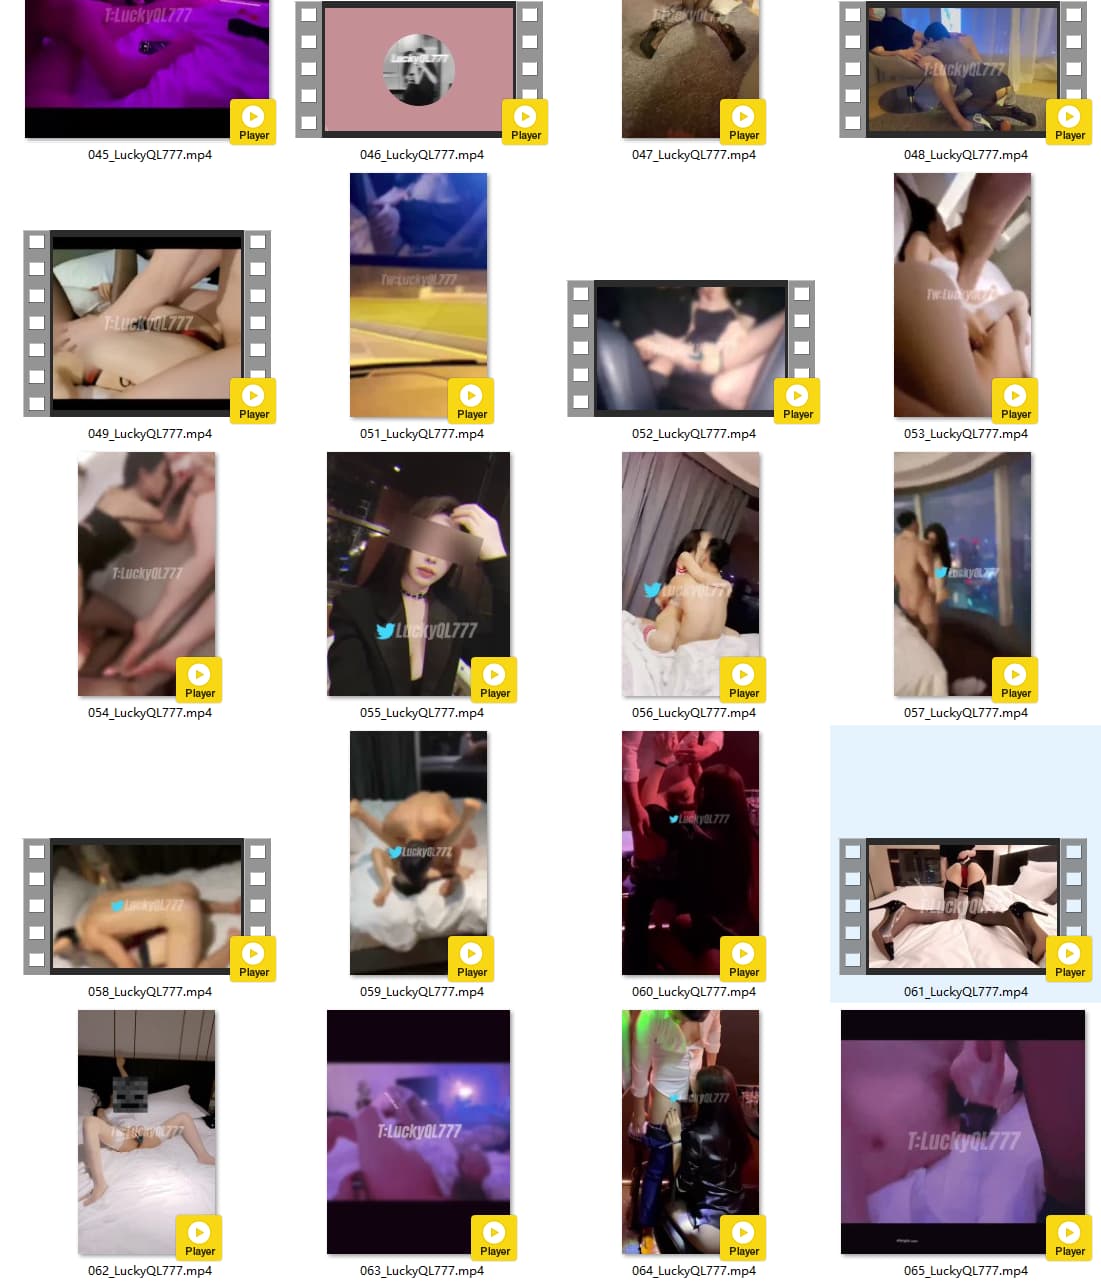 T:LuckyQL777
LuckyQL777
LuckyQL777
T:LuckyQL777
Player
Player
Player
Player
045_LuckyQL777.mp4
046_LuckyQL777.mp4
047_LuckyQL777.mp4
048_LuckyQL777.mp4
T:LuckyQL777
Tw:LuckyQL777
Tw:LuckyQL777
Player
Player
Player
Player
049_LuckyQL777.mp4
051_LuckyQL777.mp4
052_LuckyQL777.mp4
053_LuckyQL777.mp4
T:LuckyQL777
LuckyQL777
LuckyQL777
LuckyQL777
Player
Player
Player
Player
054_LuckyQL777.mp4
055_LuckyQL777.mp4
056_LuckyQL777.mp4
057_LuckyQL777.mp4
LuckyQL777
LuckyQL777
LuckyQL777
T:LuckyQL777
Player
Player
Player
Player
058_LuckyQL777.mp4
059_LuckyQL777.mp4
060_LuckyQL777.mp4
061_LuckyQL777.mp4
Tw:LuckyQL777
T:LuckyQL777
LuckyQL777
T:LuckyQL777
Player
Player
Player
Player
062_LuckyQL777.mp4
063_LuckyQL777.mp4
064_LuckyQL777.mp4
065_LuckyQL777.mp4